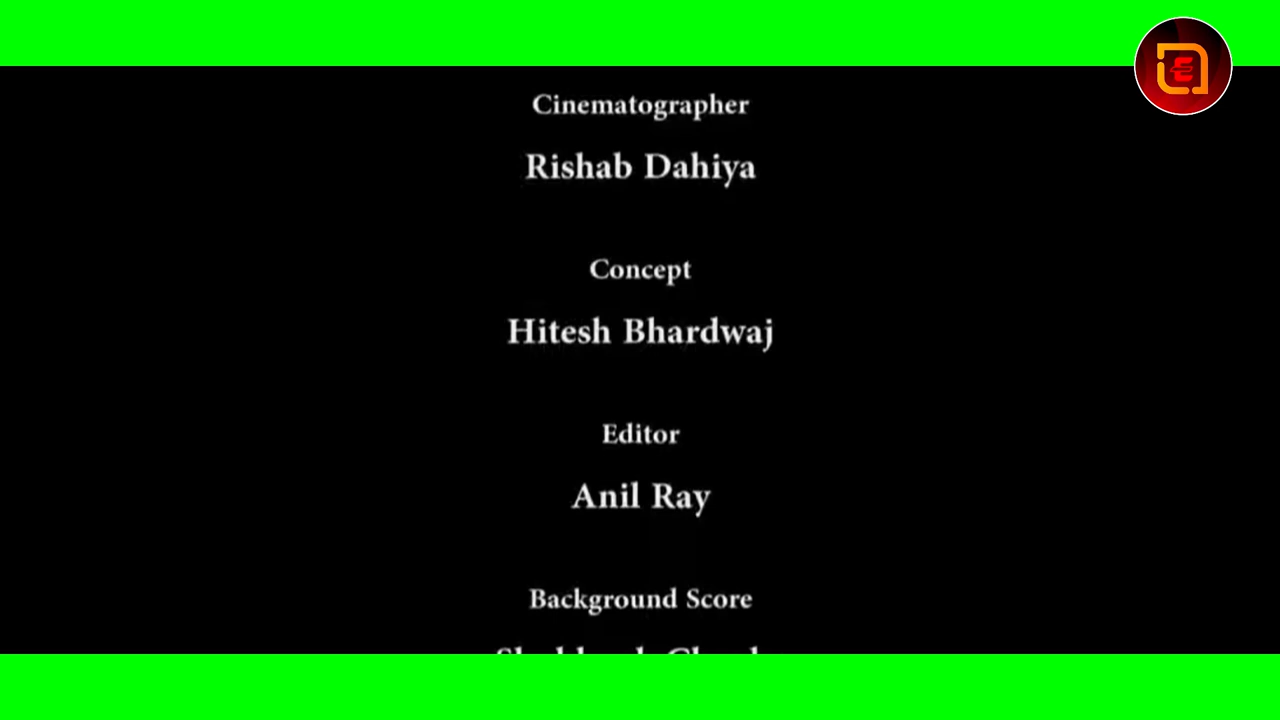 Cinematographer
Rishab Dahiya
Concept
Hitesh Bhardwaj
Editor
Anil Ray
Background Score